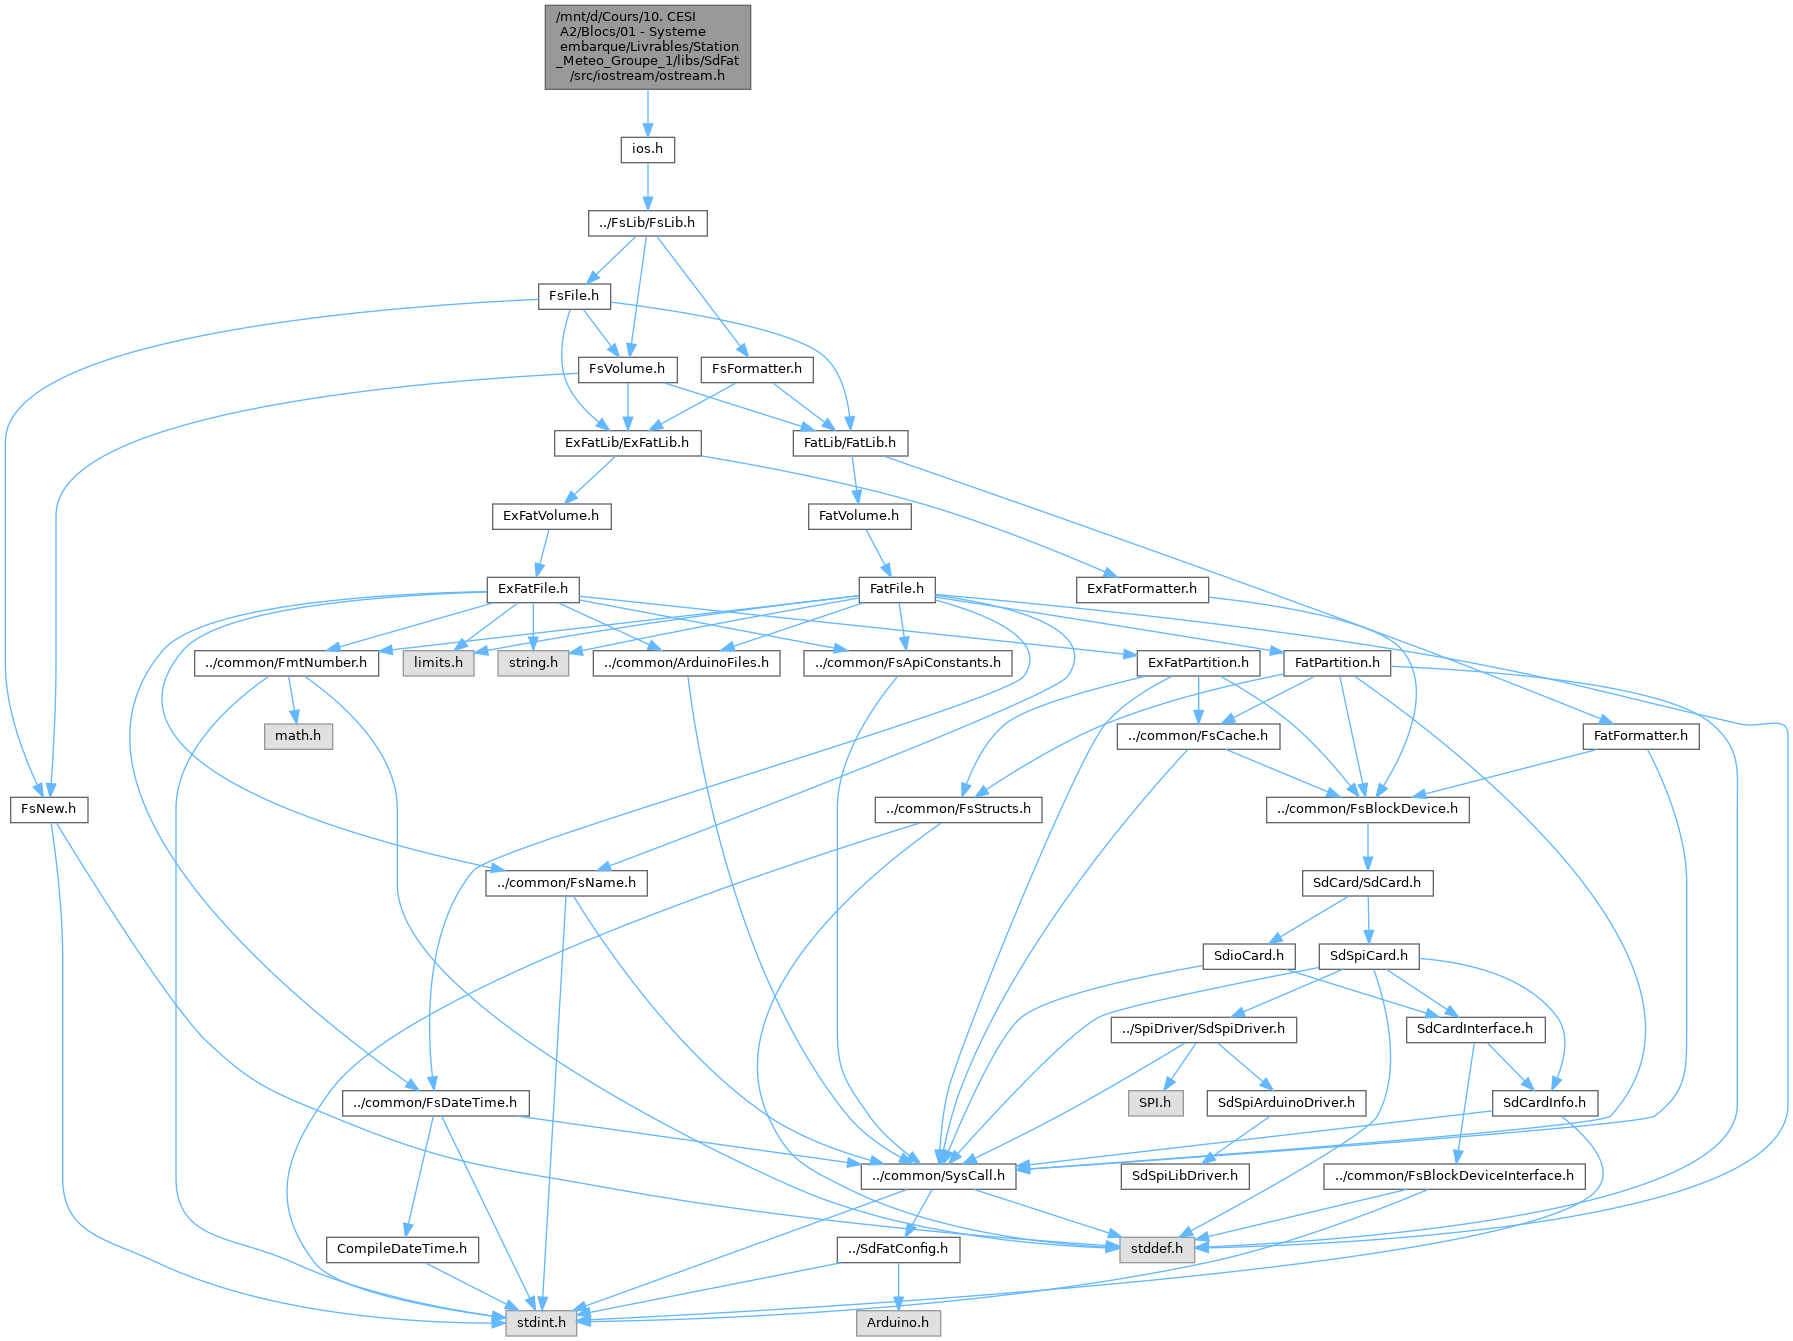 /mnt/d/Cours/10. CESI
A2/Blocs/01 - Systeme
embarque/Livrables/Station
_Meteo_Groupe_1/libs/SdFat
/src/iostream/ostream.h
ios.h
../FsLib/FsLib.h
FsFile.h
FsVolume.h
FsFormatter.h
ExFatLib/ExFatLib.h
FatLib/FatLib.h
ExFatVolume.h
FatVolume.h
ExFatFile.h
FatFile.h
ExFatFormatter.h
../common/FmtNumber.h
limits.h
string.h
../common/ArduinoFiles.h
../common/FsApiConstants.h
ExFatPartition.h
FatPartition.h
math.h
../common/FsCache.h
FatFormatter.h
FsNew.h
../common/FsStructs.h
../common/FsBlockDevice.h
../common/FsName.h
SdCard/SdCard.h
SdioCard.h
SdSpiCard.h
../SpiDriver/SdSpiDriver.h
SdCardInterface.h
../common/FsDateTime.h
SPI.h
SdSpiArduinoDriver.h
SdCardInfo.h
../common/SysCall.h
SdSpiLibDriver.h
../common/FsBlockDeviceInterface.h
CompileDateTime.h
../SdFatConfig.h
stddef.h
stdint.h
Arduino.h